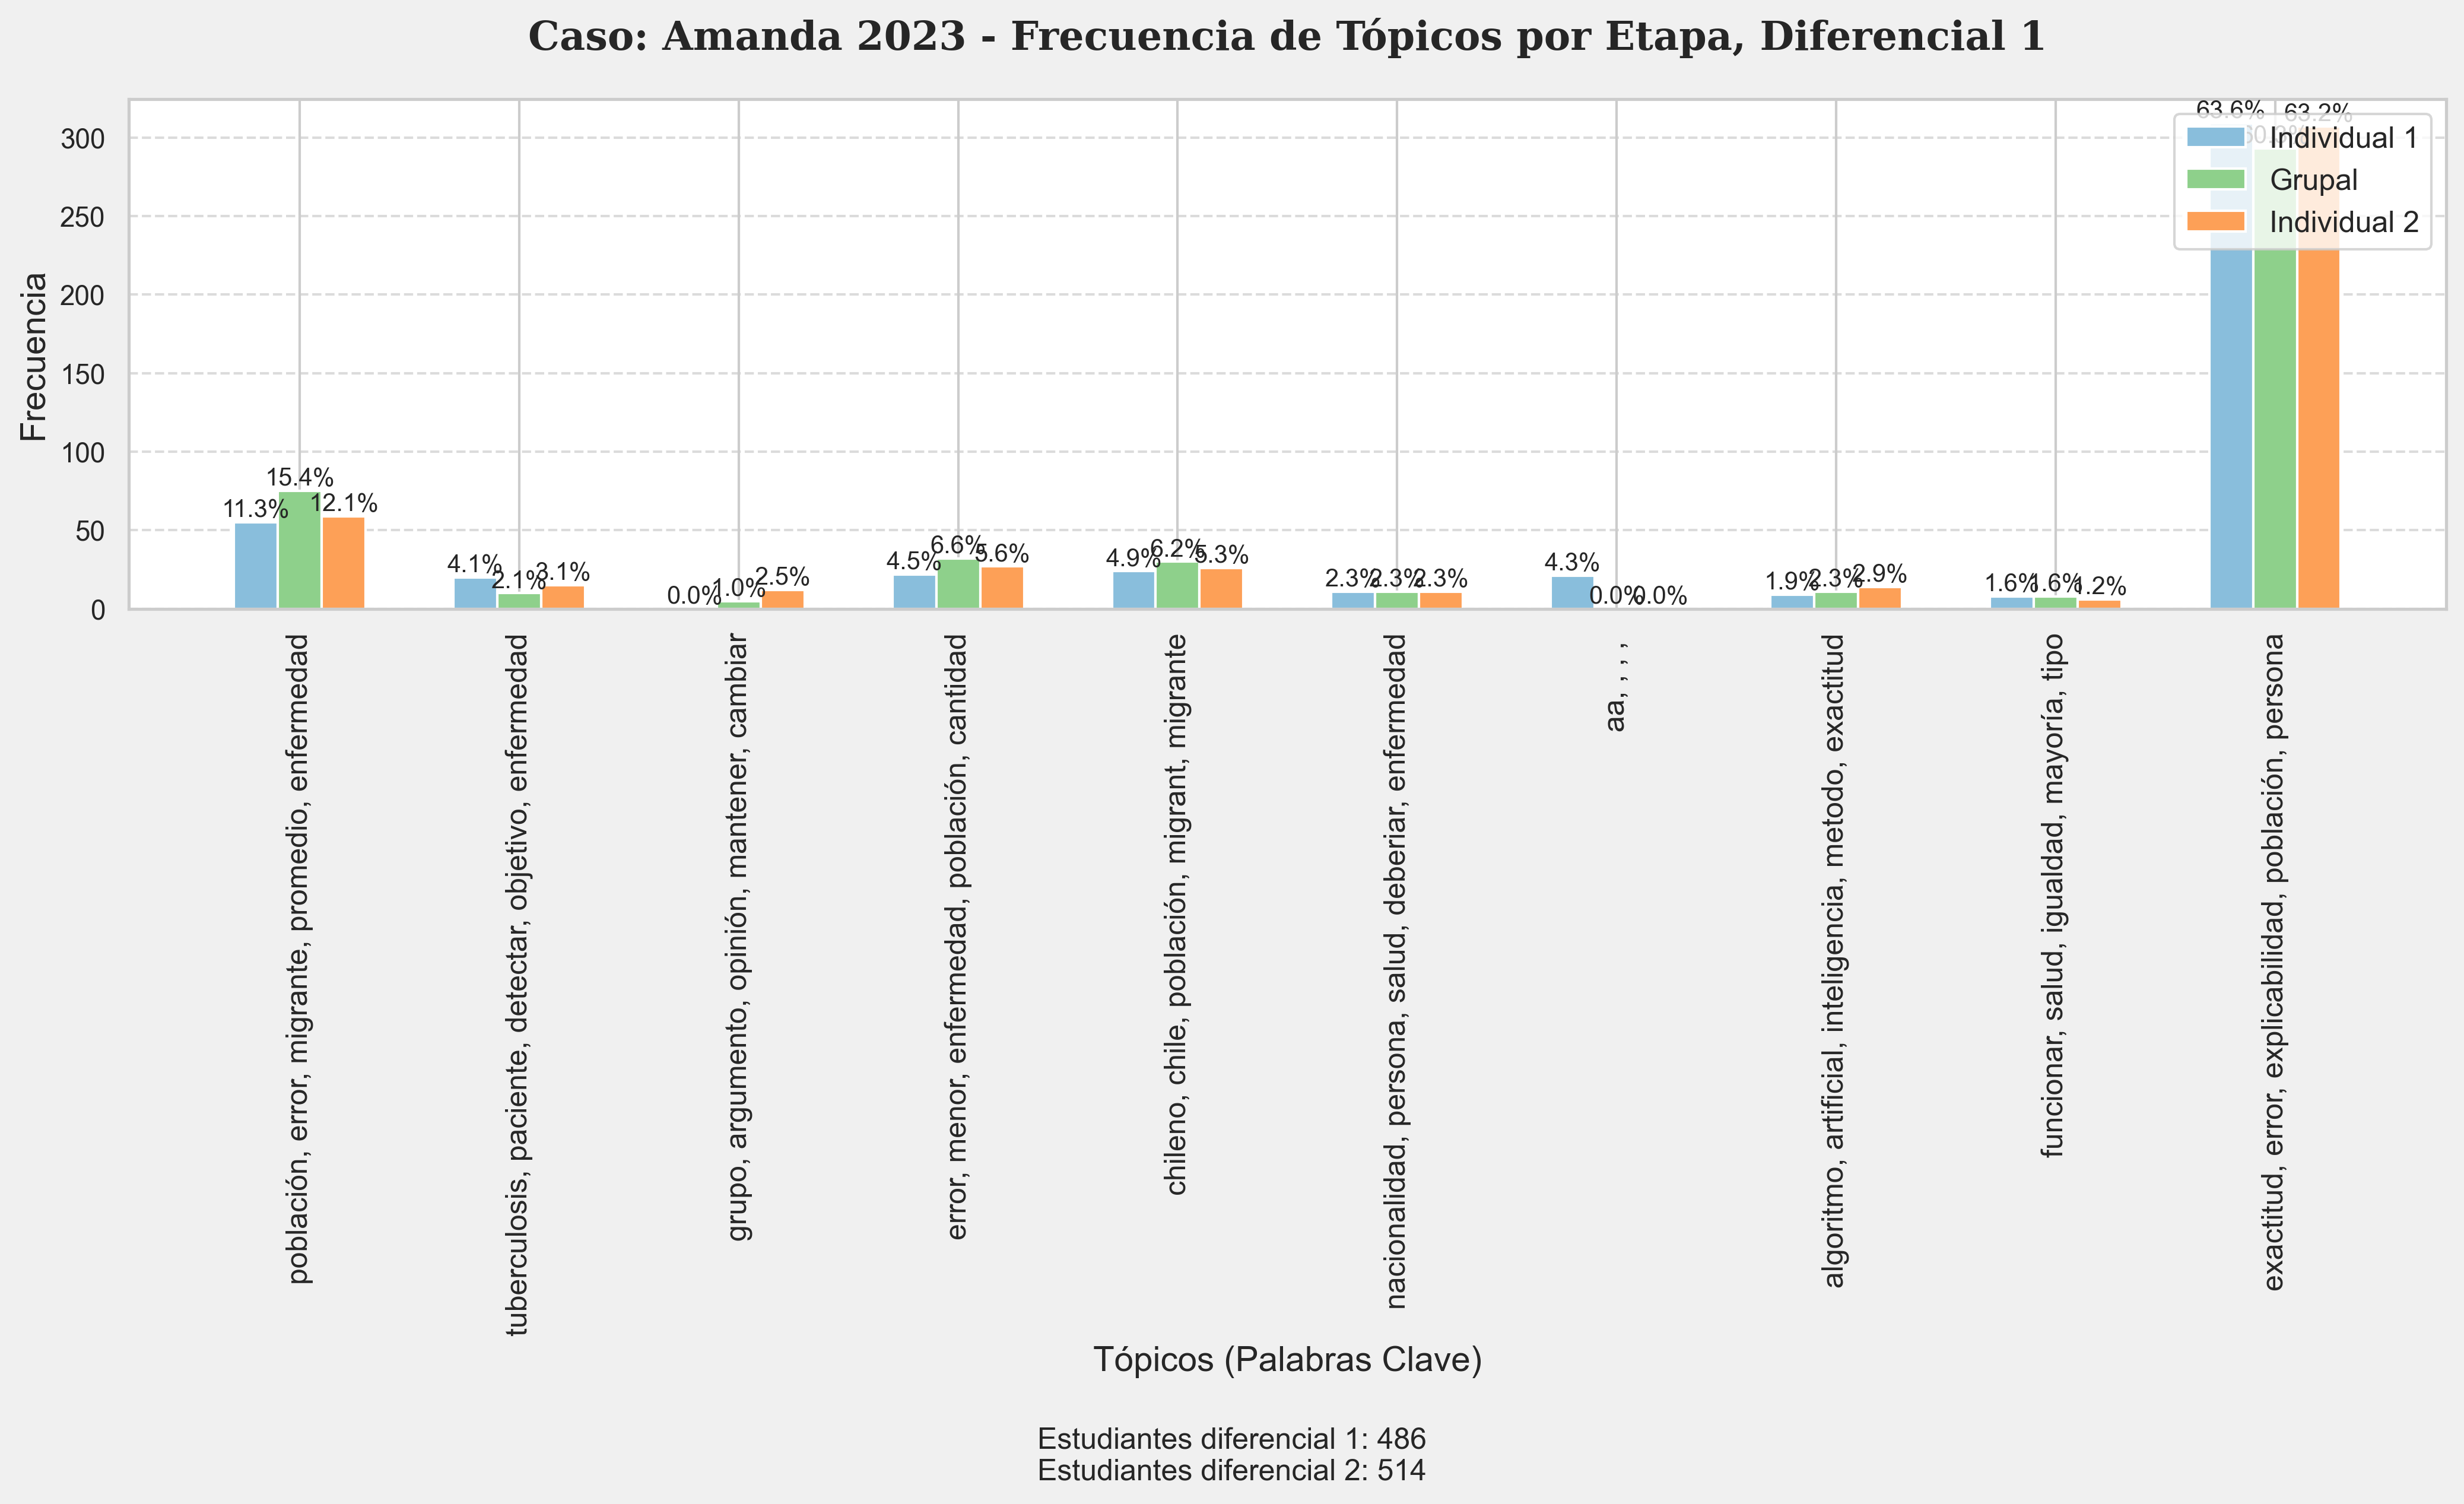 Caso: Amanda 2023 - Frecuencia de Tópicos por Etapa, Diferencial 1
Frecuencia
300
250
200
150
100
50
0
11.3%
15.4%
12.1%
4.1%
2.1%
3.1%
0.0%
1.0%
2.5%
4.5%
6.6%
5.6%
4.9%
6.2%
5.3%
2.3%
2.3%
2.3%
4.3%
0.0%
0.0%
1.9%
2.3%
2.9%
1.6%
1.6%
1.2%
63.6%
63.2%
Individual 1
Grupal
Individual 2
población, error, migrante, promedio, enfermedad
tuberculosis, paciente, detectar, objetivo, enfermedad
grupo, argumento, opinión, mantener, cambiar
error, menor, enfermedad, población, cantidad
chileno, chile, población, migrant, migrante
nacionalidad, persona, salud, deberiar, enfermedad
aa, , , ,
algoritmo, artificial, inteligencia, metodo, exactitud
funcionar, salud, igualdad, mayoría, tipo
exactitud, error, explicabilidad, población, persona
Tópicos (Palabras Clave)
Estudiantes diferencial 1: 486
Estudiantes diferencial 2: 514